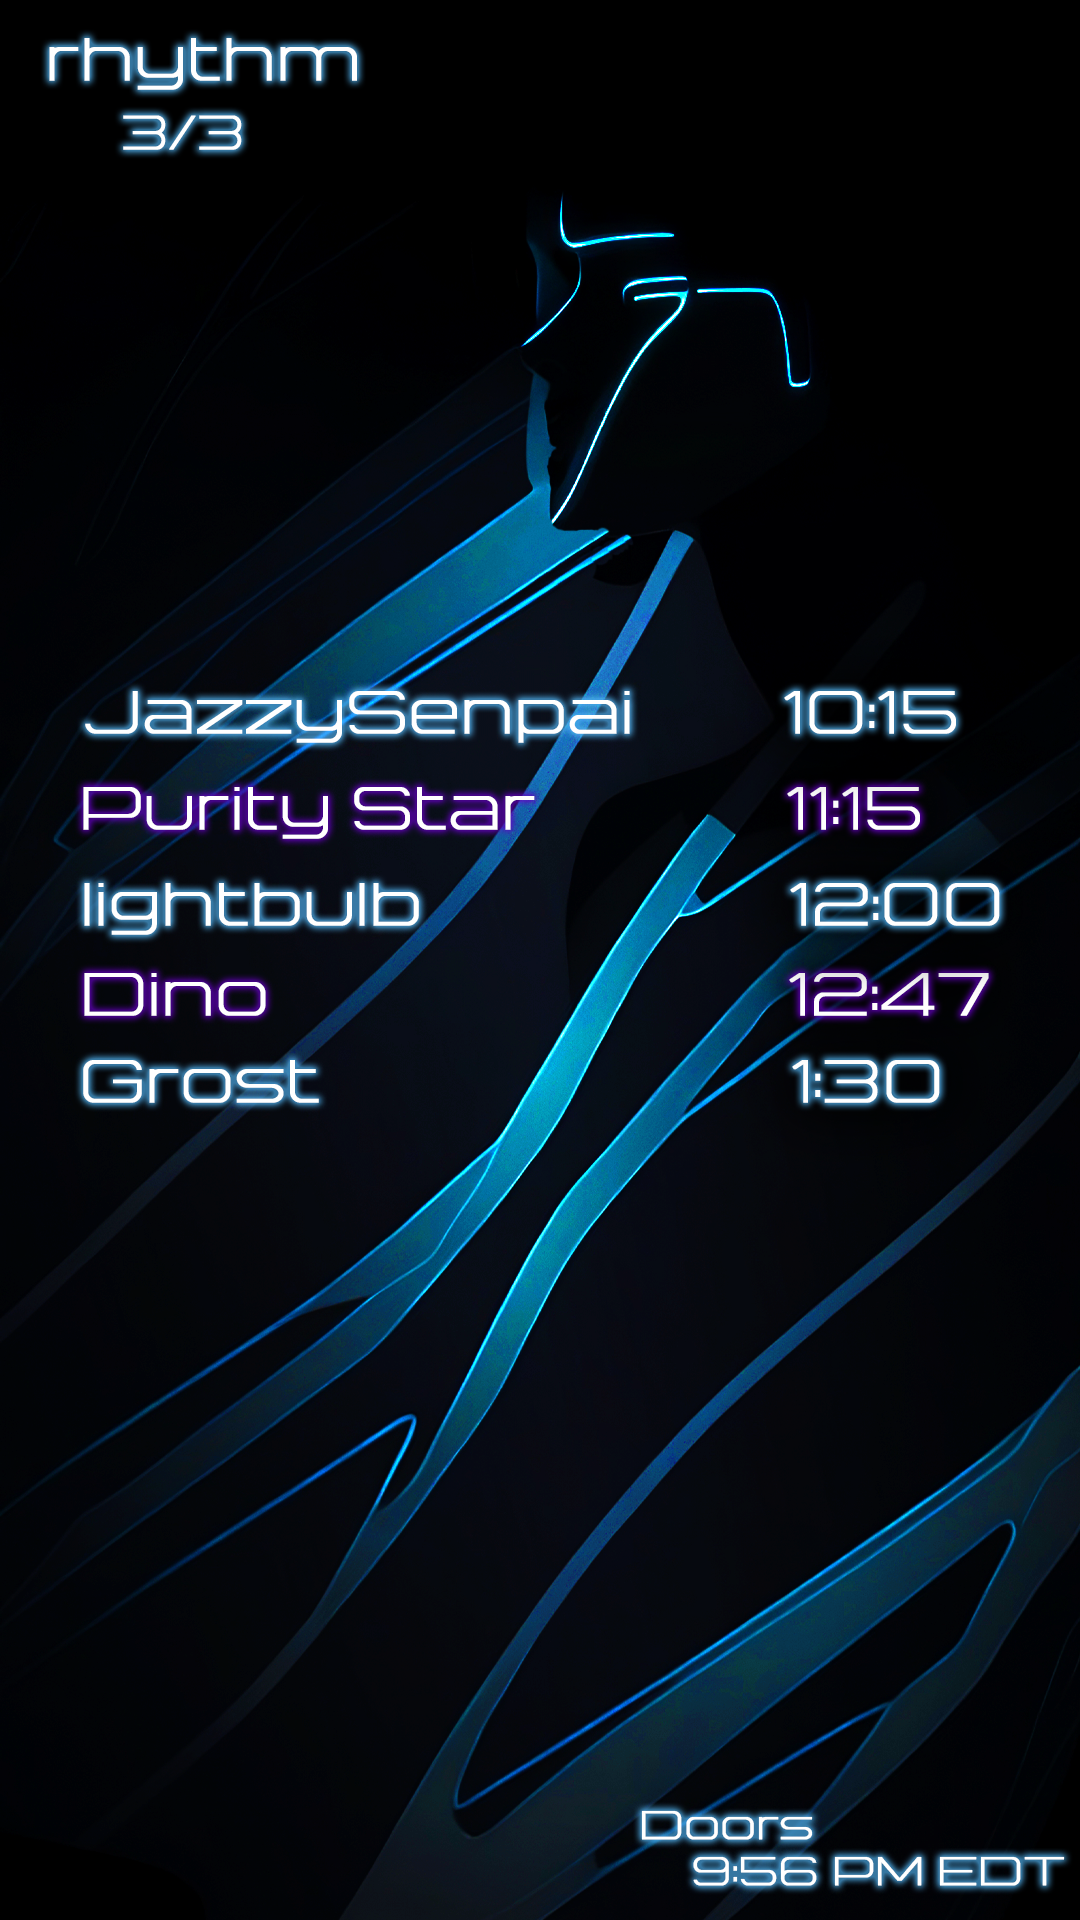 rhythm
3/3
JazzySenpai 10:15
Purity Star 11:15
lightbulb 12:00
Dino 12:47
Grost 1:30
Doors
9:56 PM EDT